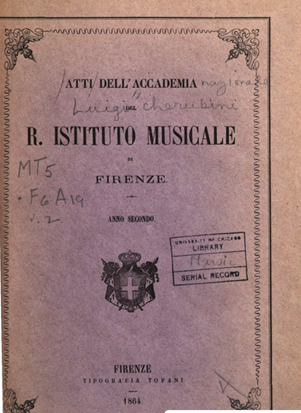 ATTI DELL'ACCADEMIA nazionale
DEL
Luigi Cherubini
R. ISTITUTO MUSICALE
DI
FIRENZE
MT5
.F6A19
v.2
ANNO SECONDO
UNIVERSITY OF CHICAGO
LIBRARY
SERIAL RECORD
FIRENZE
TIPOGRAFIA TOFANI
1864